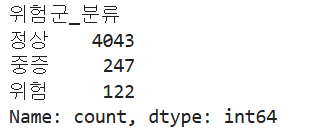 위험군_분류
정상    4043
중증     247
위험     122
Name: count, dtype: int64